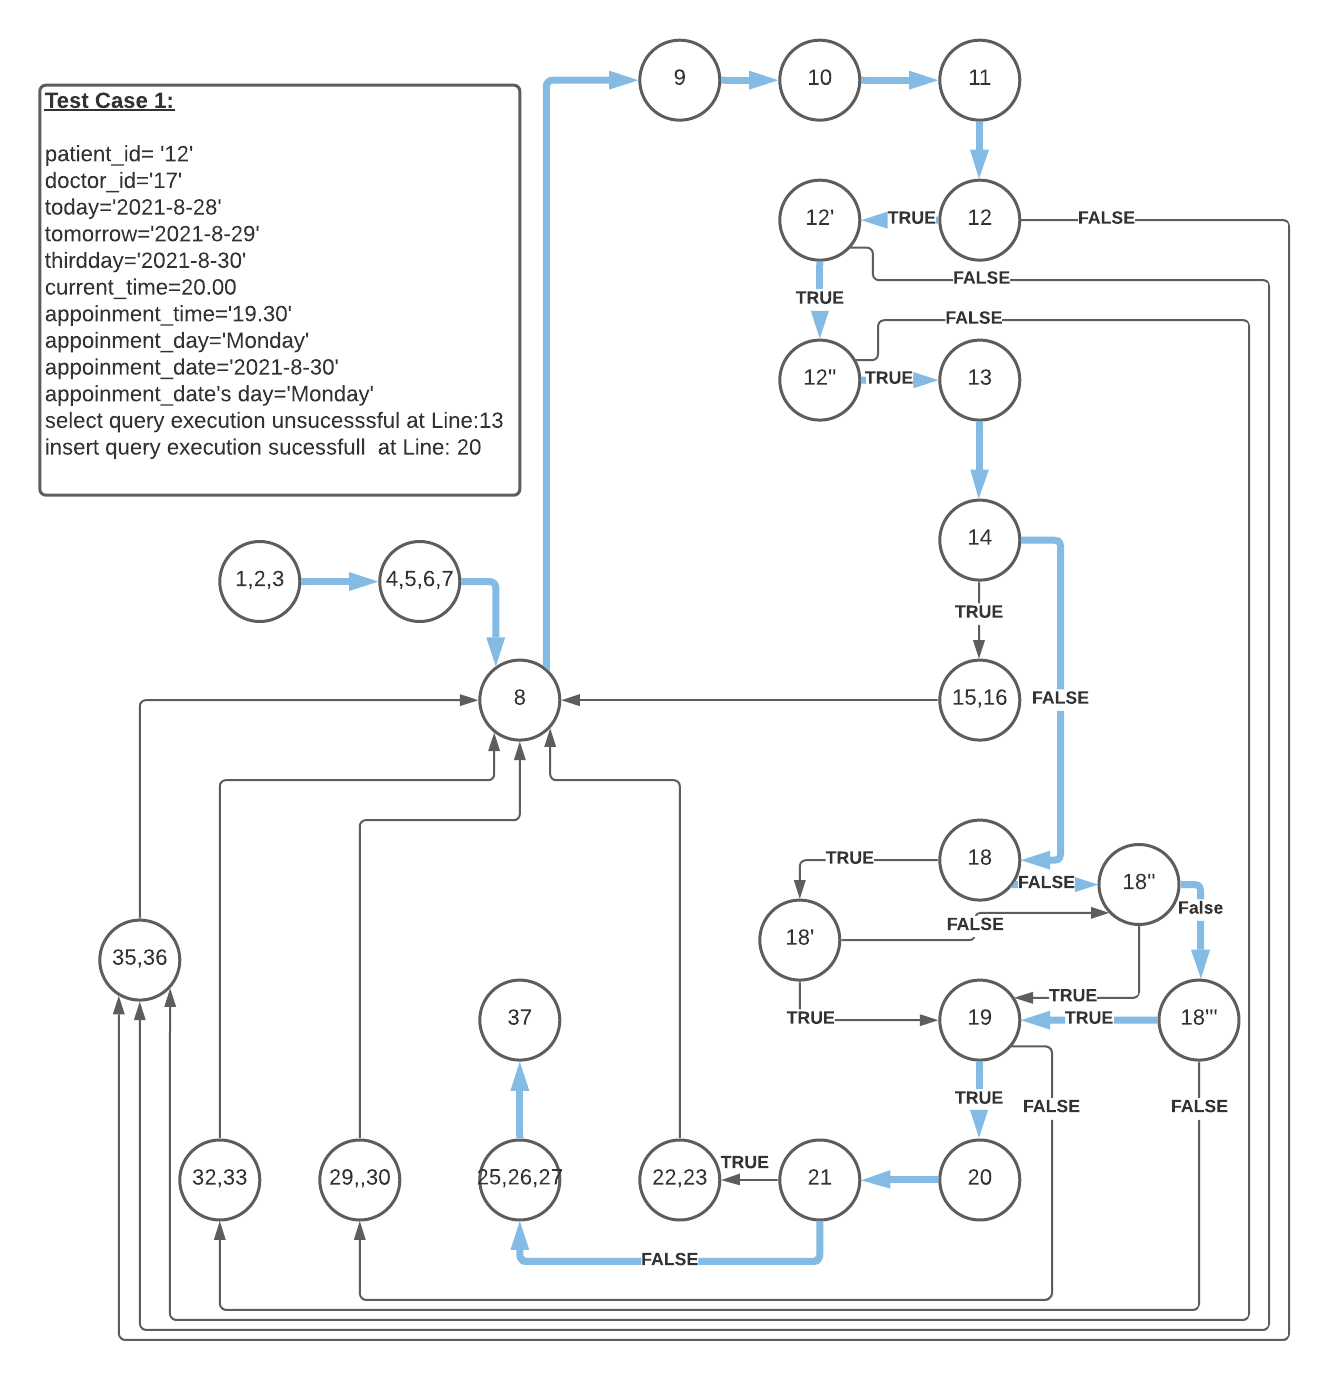 9
10
11
Test Case 1:
patient_id= '12'
doctor_id='17'
today='2021-8-28'
tomorrow='2021-8-29'
thirdday='2021-8-30'
current_time=20.00
appoinment_time='19.30'
appoinment_day='Monday'
appoinment_date='2021-8-30'
appoinment_date's day='Monday'
select query execution unsucesssful at Line:13
insert query execution sucessfull  at Line: 20
12'
TRUE
12
FALSE
FALSE
TRUE
FALSE
12"
TRUE
13
14
1,2,3
4,5,6,7
TRUE
8
15,16
FALSE
TRUE
18
FALSE
18"
False
18'
FALSE
35,36
TRUE
37
TRUE
19
TRUE
18'"
TRUE
FALSE
FALSE
32,33
29,,30
25,26,27
22,23
TRUE
21
20
FALSE